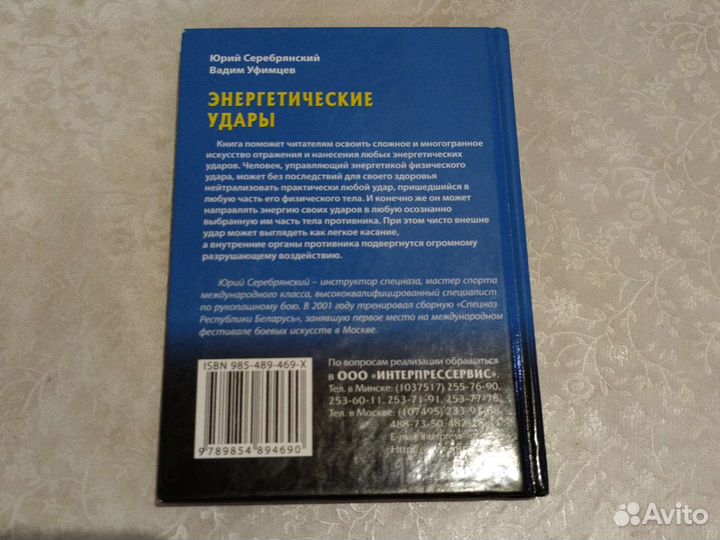 Юрий Серебрянский
Вадим Уфимцев
ЭНЕРГЕТИЧЕСКИЕ
УДАРЫ
Книга поможет читателям освоить сложное и многогранное
искусство отражения и нанесения любых энергетических
ударов. Человек, управляющий энергетикой физического
удара, может без последствий для своего здоровья
нейтрализовать практически любой удар, пришедшийся в
любую часть его физического тела. И конечно же он может
направлять энергию своих ударов в любую осознанно
выбранную им часть тела противника. При этом чисто внешне
удар может выглядеть как легкое касание,
а внутренние органы противника подвергнутся огромному
разрушающему воздействию.
Юрий Серебрянский – инструктор спецназа, мастер спорта
международного класса, высококвалифицированный специалист
по рукопашному бою. В 2001 году тренировал сборную «Спецназ
Республики Беларусь», занявшую первое место на международном
фестивале боевых искусств в Москве.
ISBN 985-489-469-X
9789854894690
По вопросам реализации обращаться
в ООО «ИНТЕРПРЕССЕРВИС».
Тел. в Минске: (1037517) 255-76-90,
253-60-11, 253-71-91, 253-77-78,
Тел. в Москве: (107495) 233-91-88,
488-73-50, 482-
E-mail: interpress
Http://
Avito